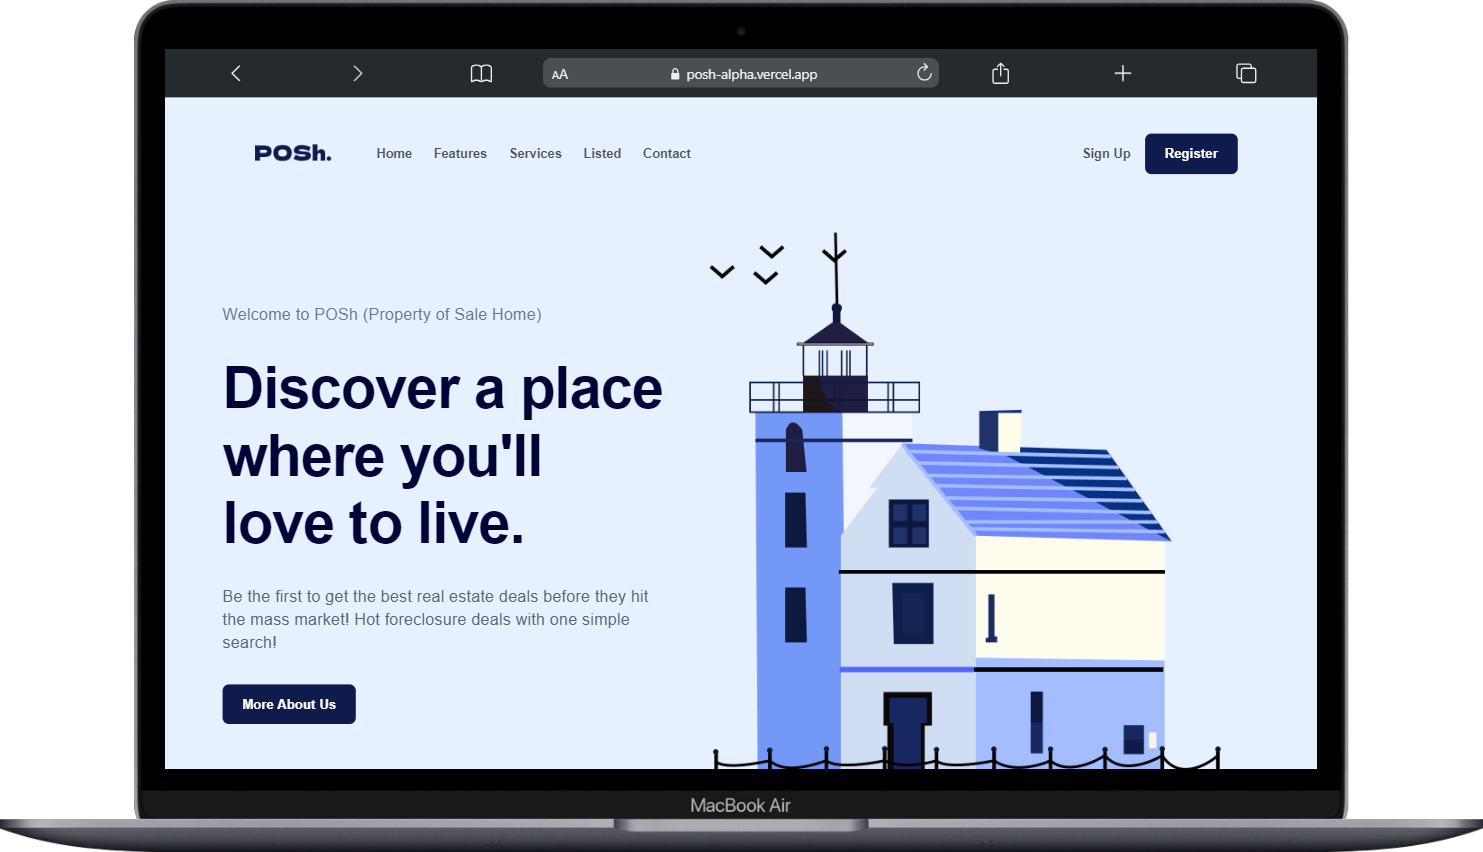 AA posh-alpha.vercel.app
POSh. Home Features Services Listed Contact Sign Up Register
Welcome to POSh (Property of Sale Home)
Discover a place
where you'll
love to live.
Be the first to get the best real estate deals before they hit
the mass market! Hot foreclosure deals with one simple
search!
More About Us
MacBook Air